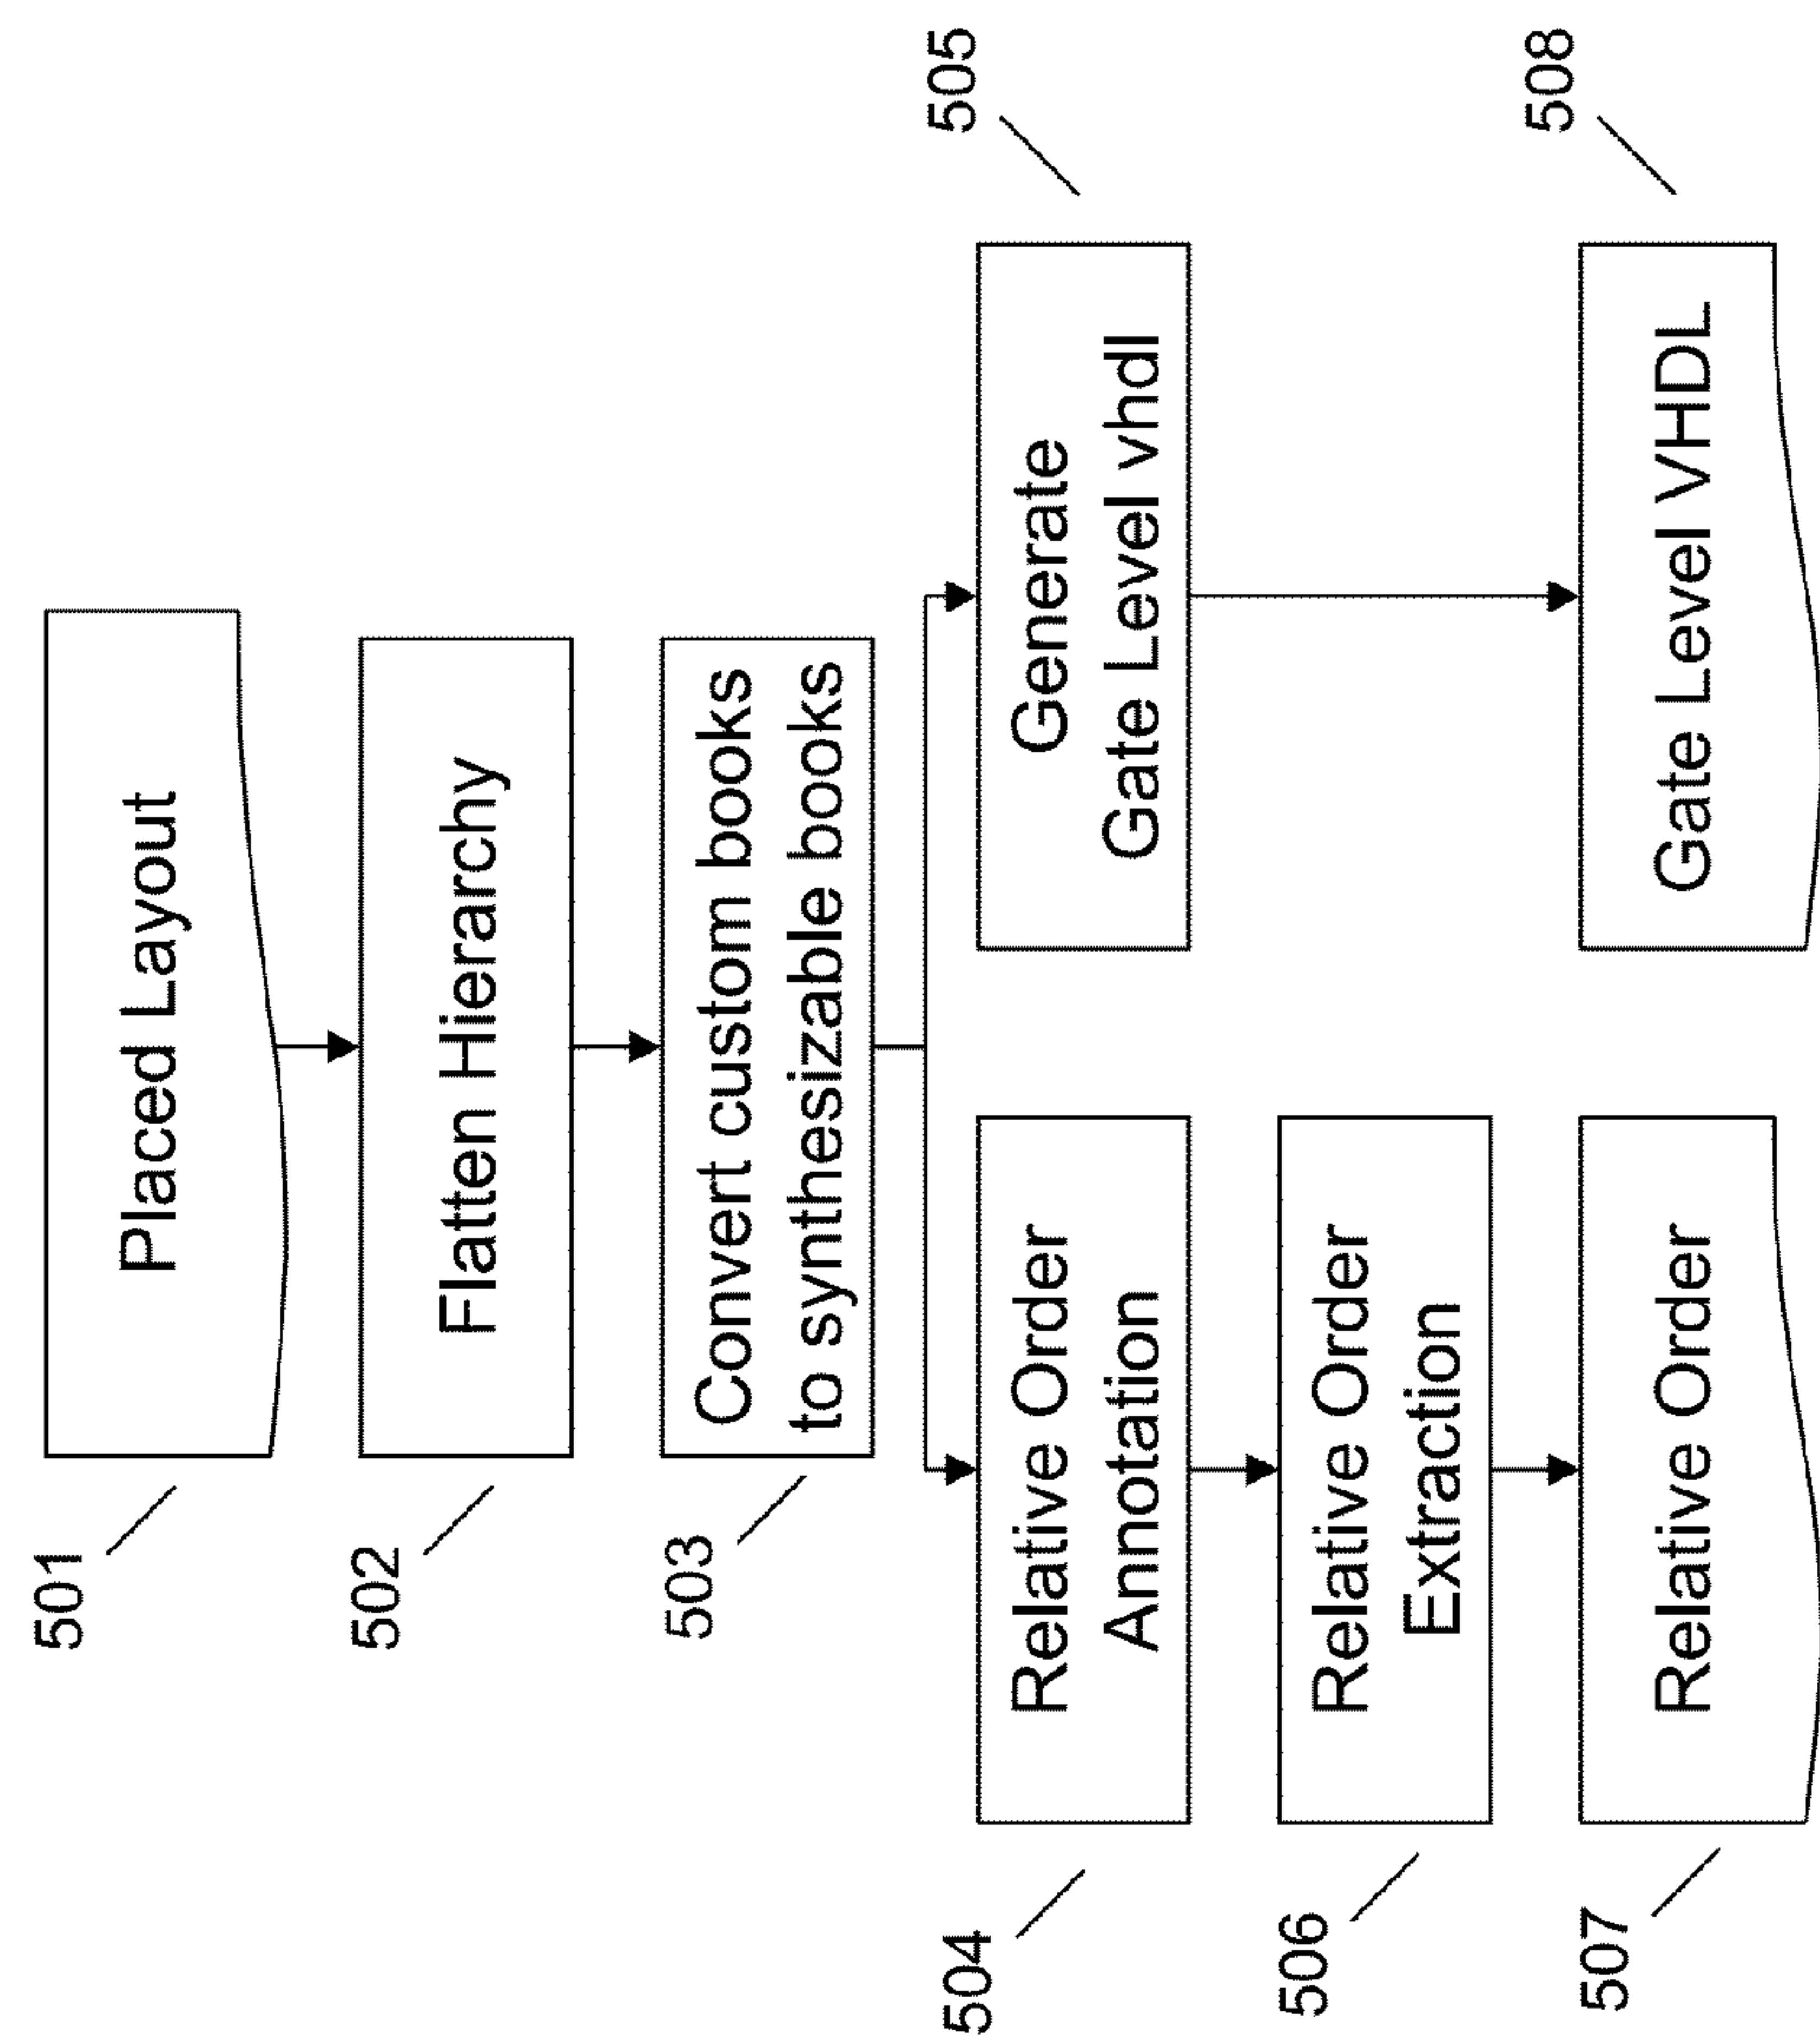 501
Placed Layout
502
Flatten Hierarchy
503
Convert custom books
to synthesizable books
504
Relative Order
Annotation
505
Generate
Gate Level vhdl
506
Relative Order
Extraction
507
Relative Order
508
Gate Level VHDL